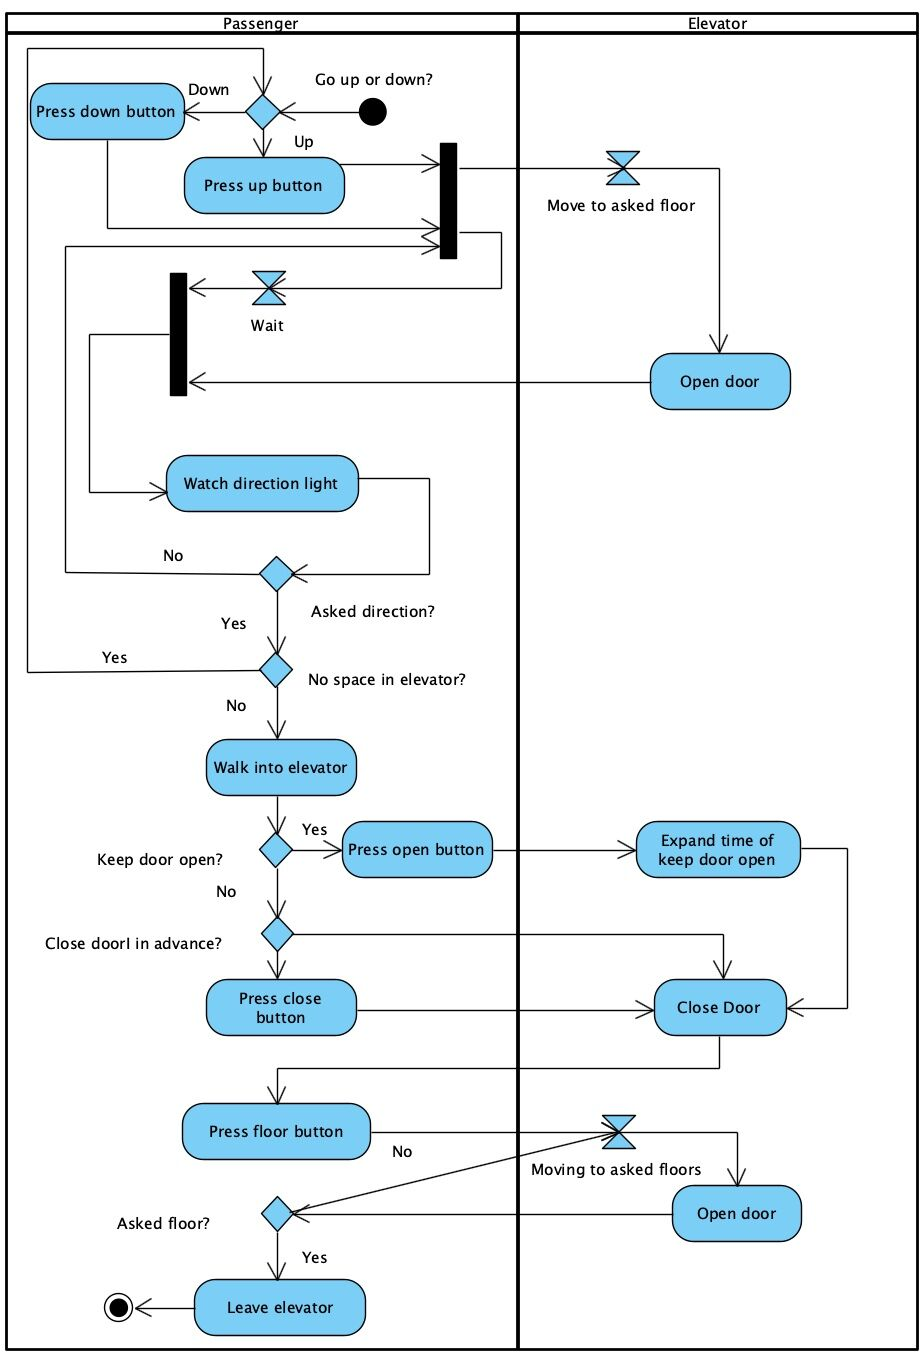 Passenger
Elevator
Go up or down?
Down
Press down button
Up
Press up button
Move to asked floor
Wait
Open door
Watch direction light
No
Asked direction?
Yes
Yes
No space in elevator?
No
Walk into elevator
Yes
Press open button
Expand time of
keep door open
Keep door open?
No
Close doorI in advance?
Press close
button
Close Door
Press floor button
No
Moving to asked floors
Open door
Asked floor?
Yes
Leave elevator